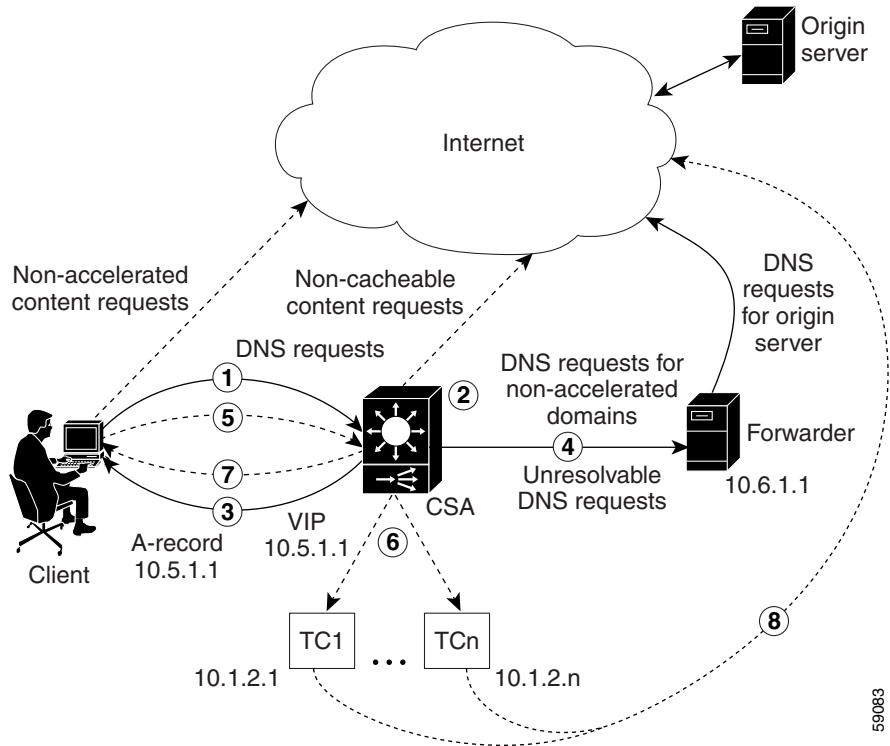 Origin
server
Internet
Non-accelerated
content requests
Non-cacheable
content requests
DNS
requests
for origin
server
DNS requests
1
2
DNS requests for
non-accelerated
domains
5
4
Forwarder
7
Unresolvable
DNS requests
10.6.1.1
3
CSA
VIP
10.5.1.1
6
A-record
10.5.1.1
Client
8
TC1
...
TCn
10.1.2.1
10.1.2.n
59083